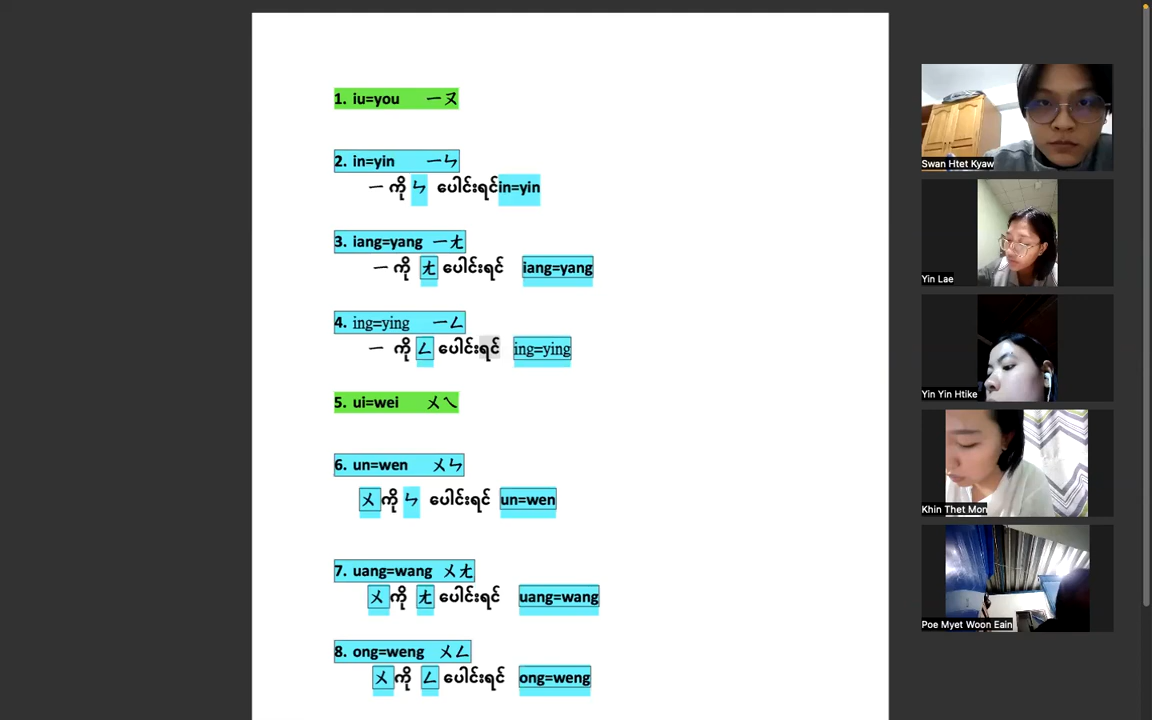 1. iu=you ㄧㄡ
2. in=yin ㄧㄣ
ㄧ ကို ㄣ ပေါင်းရင်in=yin
3. iang=yang ㄧㄤ
ㄧ ကို ㄤ ပေါင်းရင် iang=yang
4. ing=ying ㄧㄥ
ㄧ ကို ㄥ ပေါင်းရင် ing=ying
5. ui=wei ㄨㄟ
6. un=wen ㄨㄣ
ㄨကို ㄣ ပေါင်းရင် un=wen
7. uang=wang ㄨㄤ
ㄨကို ㄤ ပေါင်းရင် uang=wang
8. ong=weng ㄨㄥ
ㄨကို ㄥ ပေါင်းရင် ong=weng
Swan Htet Kyaw
Yin Lae
Yin Yin Htike
Khin Thet Mon
Poe Myet Woon Eain